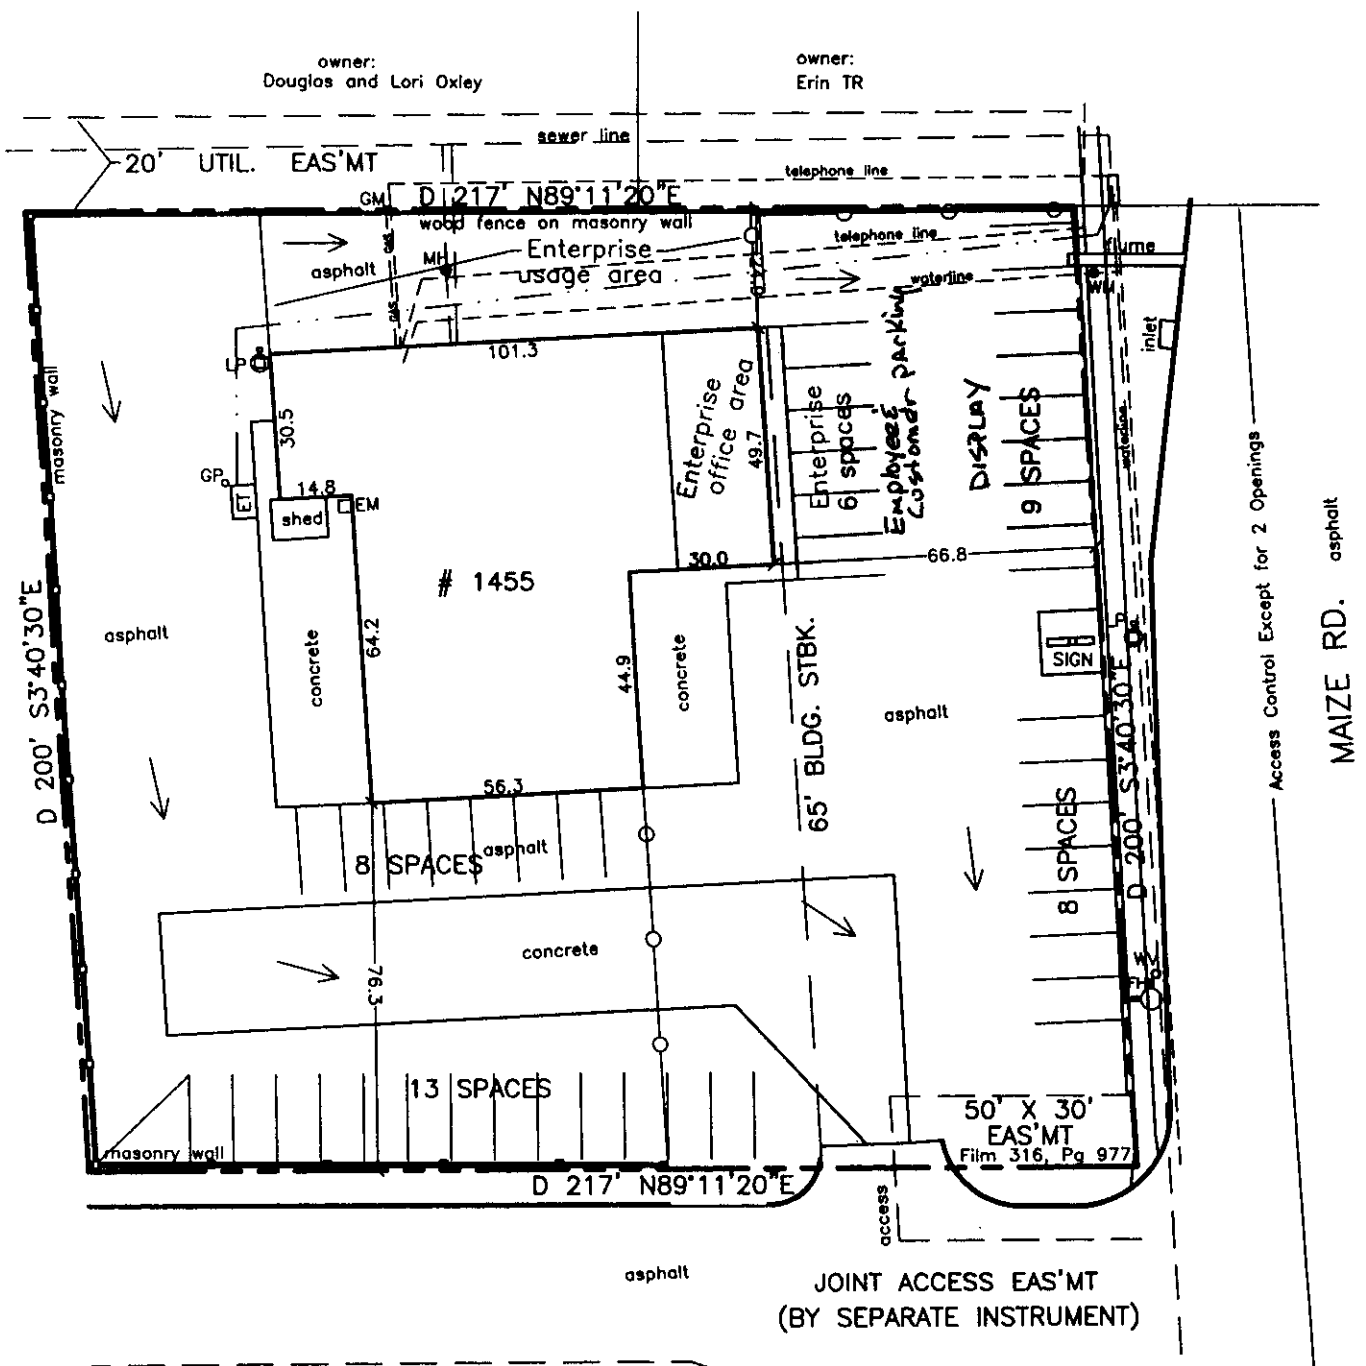 owner:
Douglas and Lori Oxley
owner:
Erin TR
sewer line
20' UTIL. EAS'MT
telephone line
GM
D 217' N89°11'20"E
wood fence on masonry wall
telephone line
Enterprise
usage area
asphalt
MH
GAS
GAS
flume
waterline
WM
inlet
101.3
LP
masonry wall
30.5
Enterprise
office area
49.7
Enterprise
6 spaces
Employee &
Customer parking
DISPLAY
9 SPACES
waterline
GP
ET
14.8
shed
EM
30.0
66.8
# 1455
asphalt
concrete
64.2
44.9
concrete
65' BLDG. STBK.
asphalt
SIGN
D 200' S3°40'30"E
D 200' S3°40'30"E
Access Control Except for 2 Openings
MAIZE RD. asphalt
56.3
8 SPACES
asphalt
8 SPACES
concrete
76.3
WV
FH
13 SPACES
50' X 30'
EAS'MT
Film 316, Pg 977
masonry wall
D 217' N89°11'20"E
access
asphalt
JOINT ACCESS EAS'MT
(BY SEPARATE INSTRUMENT)